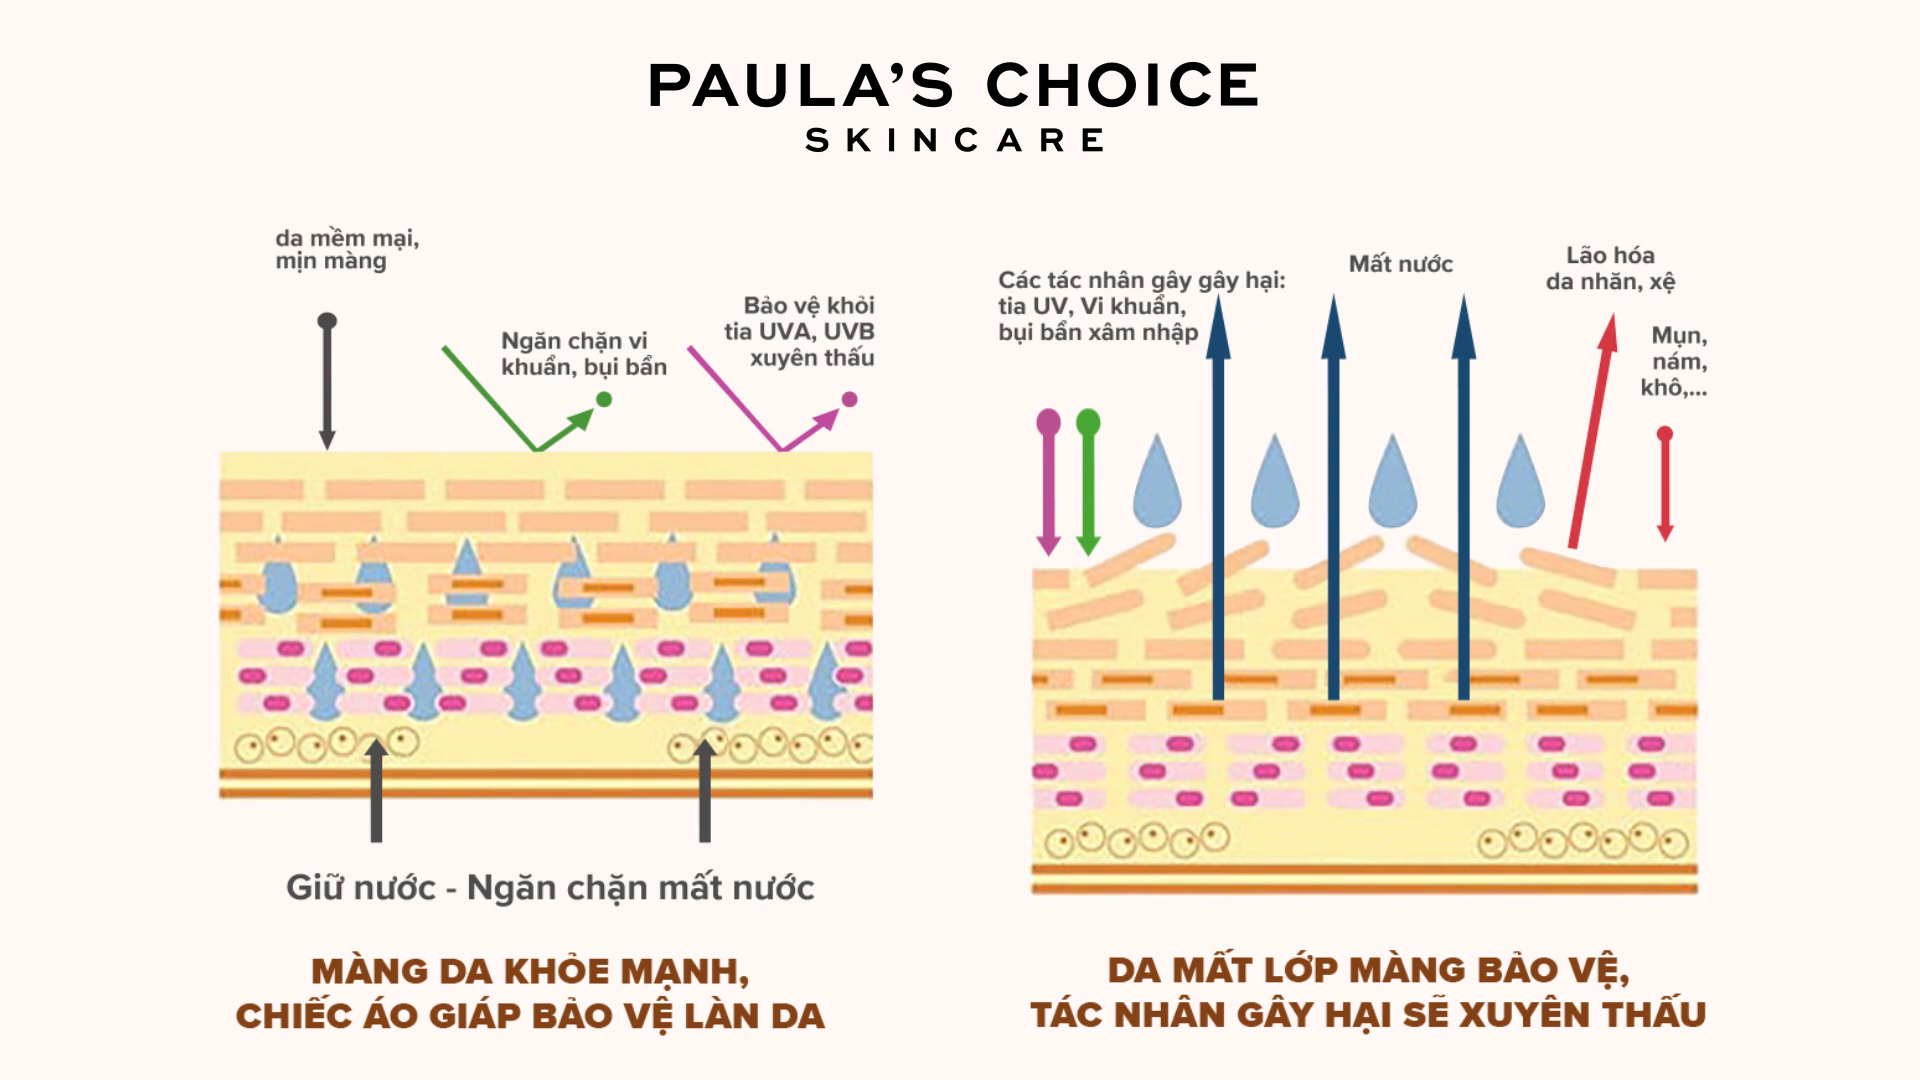 PAULA'S CHOICE
SKINCARE
da mềm mại,
mịn màng
Ngăn chặn vi
khuẩn, bụi bẩn
Bảo vệ khỏi
tia UVA, UVB
xuyên thấu
Giữ nước - Ngăn chặn mất nước
MÀNG DA KHỎE MẠNH,
CHIẾC ÁO GIÁP BẢO VỆ LÀN DA
Các tác nhân gây gây hại:
tia UV, Vi khuẩn,
bụi bẩn xâm nhập
Mất nước
Lão hóa
da nhăn, xệ
Mụn,
nám,
khô,...
DA MẤT LỚP MÀNG BẢO VỆ,
TÁC NHÂN GÂY HẠI SẼ XUYÊN THẤU